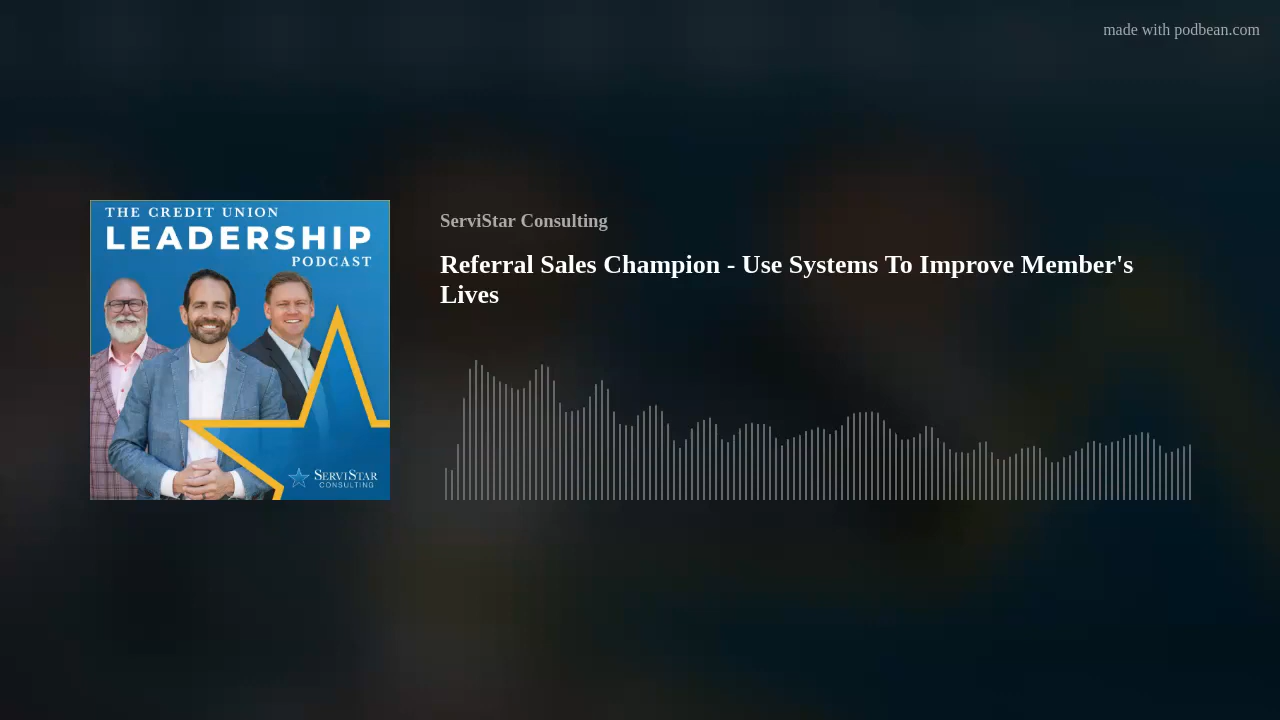 made with podbean.com
THE CREDIT UNION
LEADERSHIP
PODCAST
SERVISTAR
CONSULTING
ServiStar Consulting
Referral Sales Champion - Use Systems To Improve Member's
Lives